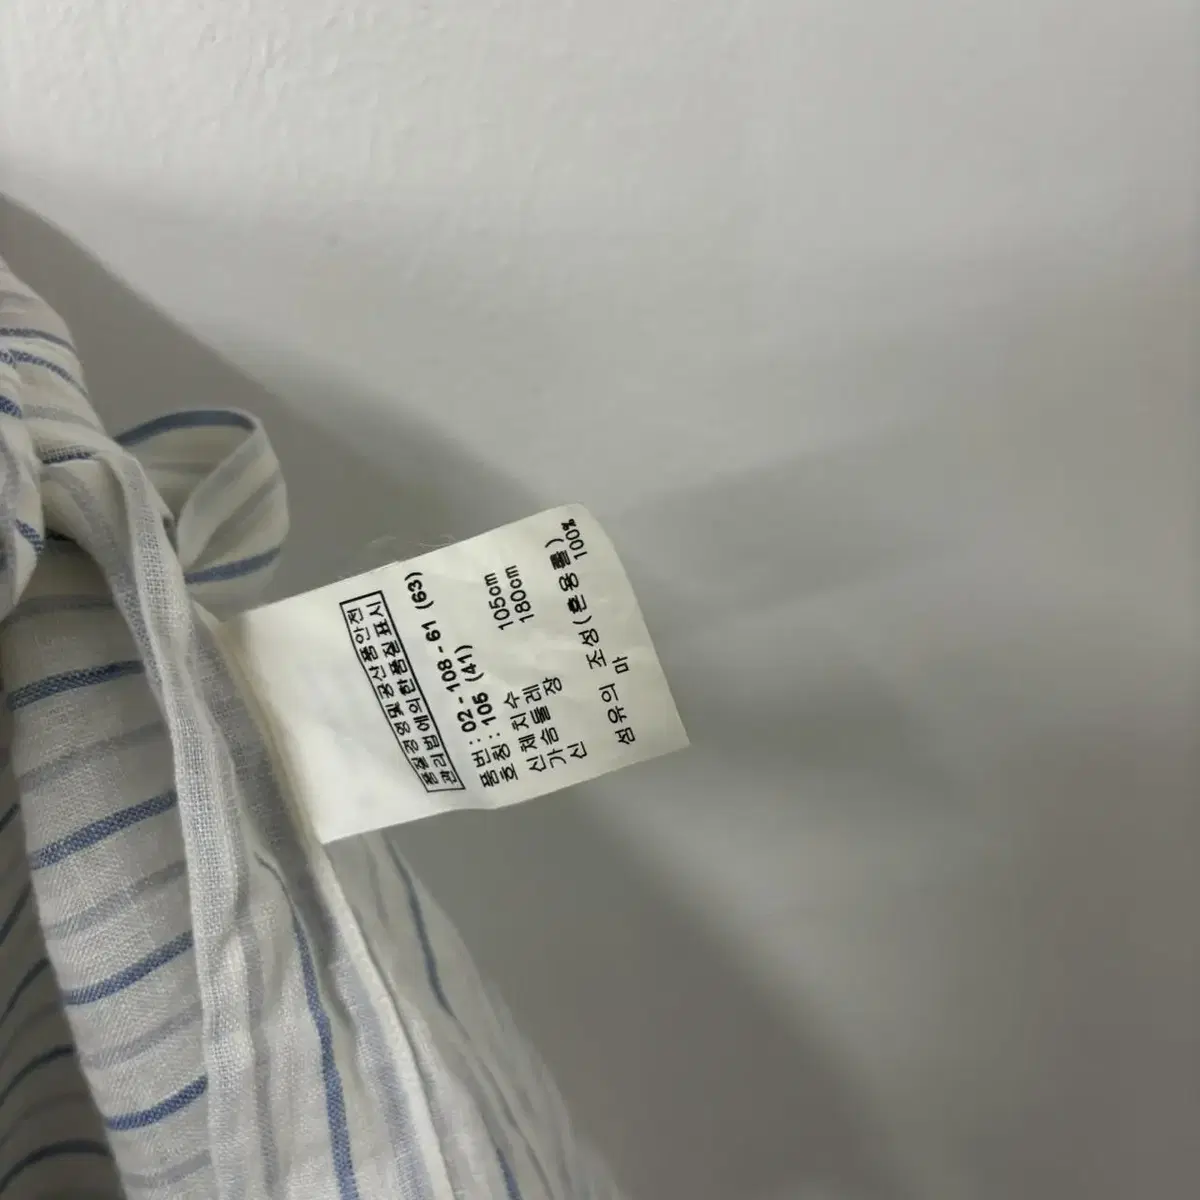 품질경영및공산품안전
관리법에의한품질표시
품 번 : 02 - 108 - 61 (63)
호 칭 : 105 (41)
신체치수
가슴둘레 105cm
신 장 180cm
섬유의 조성(혼용률)
마 100%